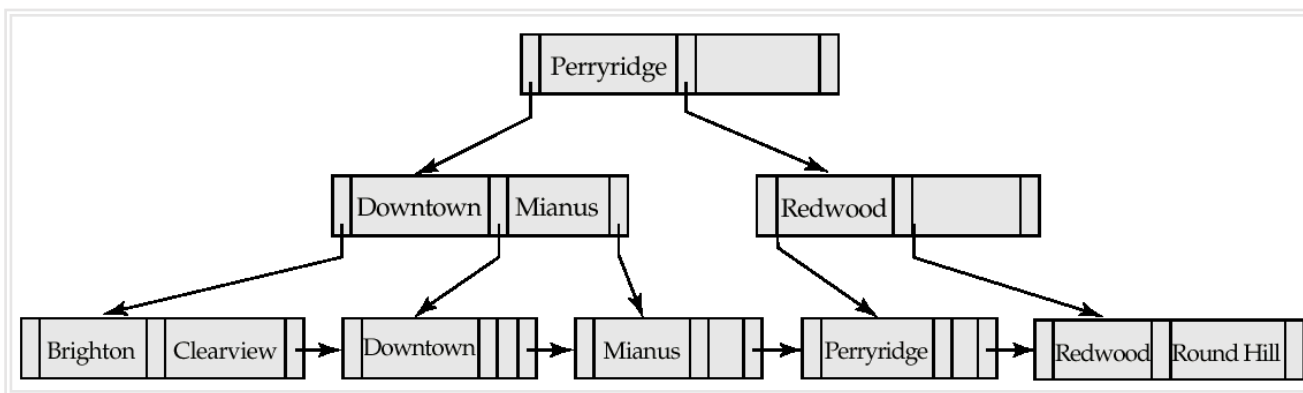 Perryridge
Downtown Mianus
Redwood
Brighton Clearview
Downtown
Mianus
Perryridge
Redwood Round Hill